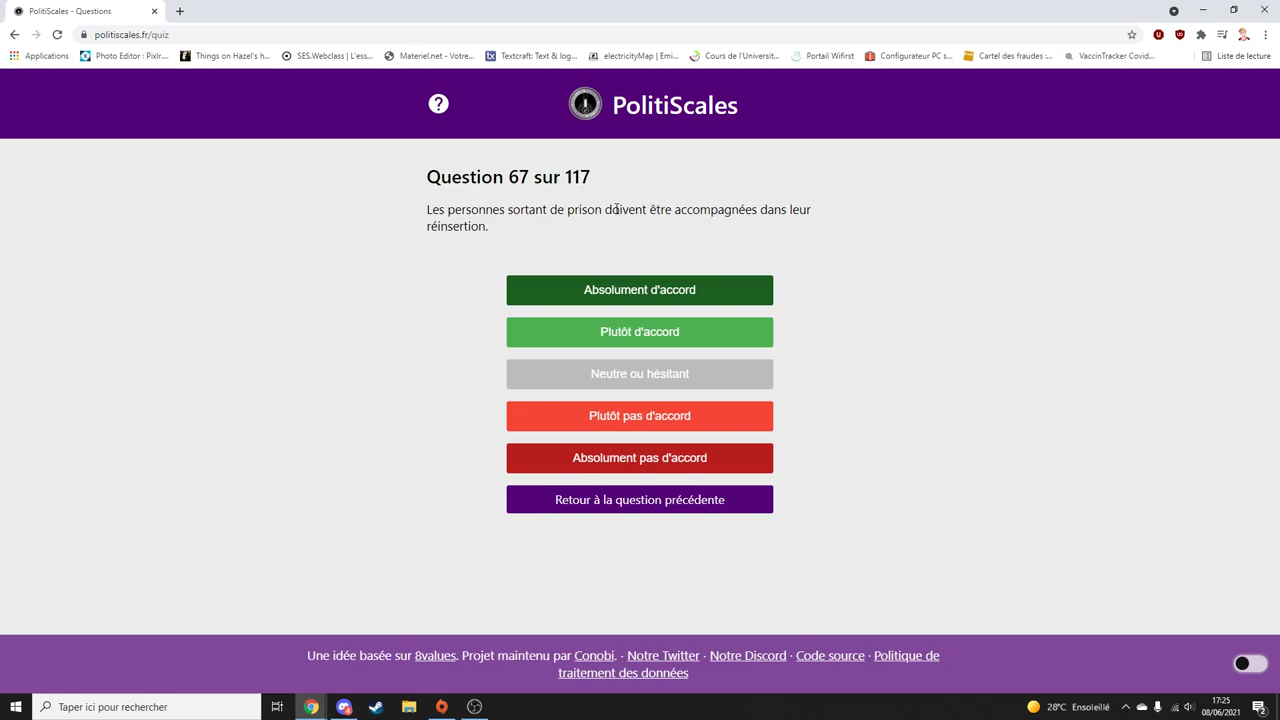 PolitiScales - Questions
politiscales.fr/quiz
Applications
Photo Editor : Pixlr...
Things on Hazel's h...
SES.Webclass | L'ess...
Materiel.net - Votre...
Textcraft: Text & log...
electricityMap | Emi...
Cours de l'Universit...
Portail Wifirst
Configurateur PC s...
Cartel des fraudes :...
VaccinTracker Covid...
Liste de lecture
PolitiScales
Question 67 sur 117
Les personnes sortant de prison doivent être accompagnées dans leur
réinsertion.
Absolument d'accord
Plutôt d'accord
Neutre ou hésitant
Plutôt pas d'accord
Absolument pas d'accord
Retour à la question précédente
Une idée basée sur 8values. Projet maintenu par Conobi. · Notre Twitter · Notre Discord · Code source · Politique de
traitement des données
Taper ici pour rechercher
28°C Ensoleillé
17:25
08/06/2021
2